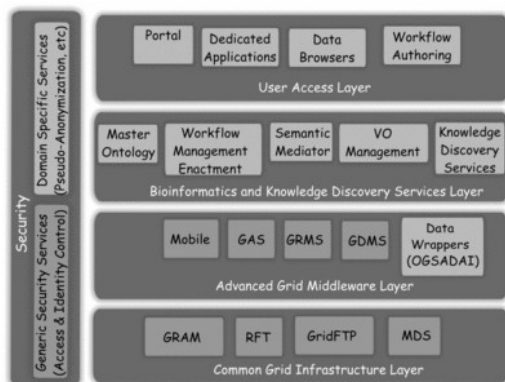 Security
Domain Specific Services
(Pseudo-Anonymization, etc)
Generic Security Services
(Access & Identity Control)
Portal
Dedicated
Applications
Data
Browsers
Workflow
Authoring
User Access Layer
Master
Ontology
Workflow
Management
Enactment
Semantic
Mediator
VO
Management
Knowledge
Discovery
Services
Bioinformatics and Knowledge Discovery Services Layer
Mobile
GAS
GRMS
GDMS
Data
Wrappers
(OGSADAI)
Advanced Grid Middleware Layer
GRAM
RFT
GridFTP
MDS
Common Grid Infrastructure Layer